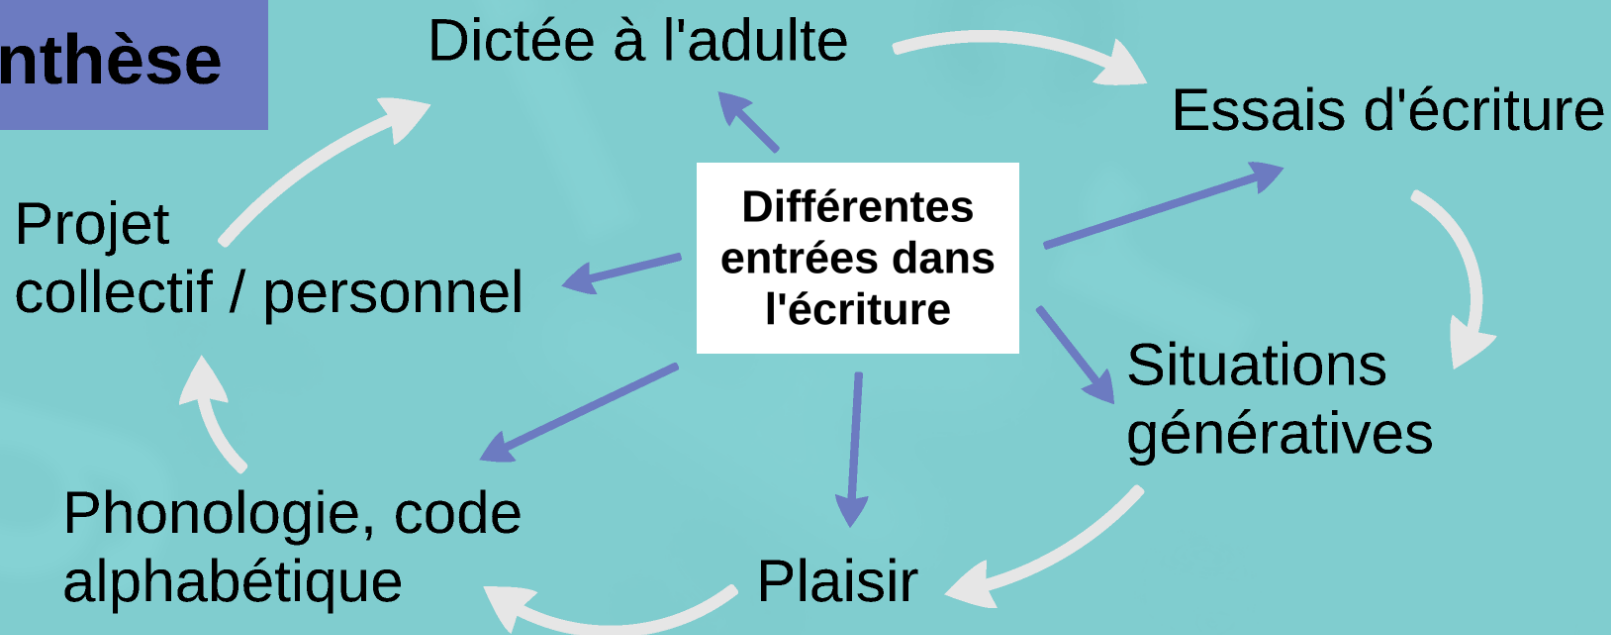 nthèse
Dictée à l'adulte
Essais d'écriture
Différentes
entrées dans
l'écriture
Projet
collectif / personnel
Situations
génératives
Phonologie, code
alphabétique
Plaisir